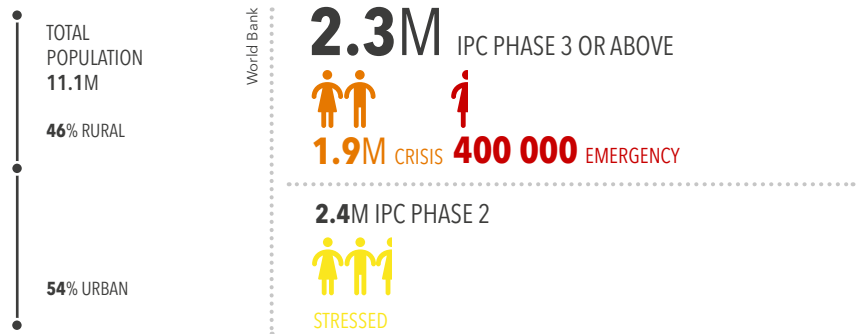 TOTAL
POPULATION
11.1M
46% RURAL
54% URBAN
World Bank
2.3M IPC PHASE 3 OR ABOVE
1.9M CRISIS 400 000 EMERGENCY
2.4M IPC PHASE 2
STRESSED